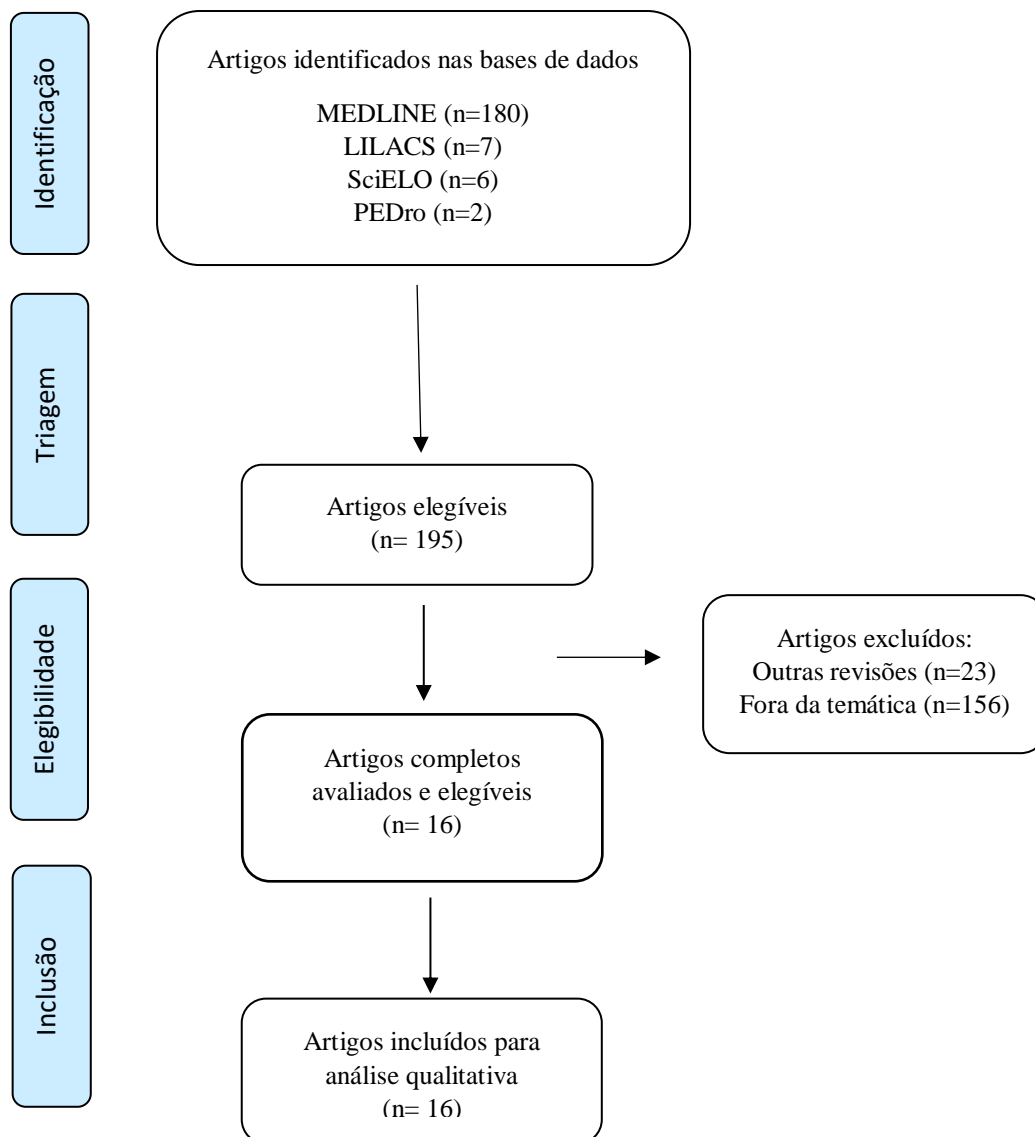 Identificação
Artigos identificados nas bases de dados
MEDLINE (n=180)
LILACS (n=7)
SciELO (n=6)
PEDro (n=2)
Triagem
Artigos elegíveis
(n= 195)
Elegibilidade
Artigos excluídos:
Outras revisões (n=23)
Fora da temática (n=156)
Artigos completos
avaliados e elegíveis
(n= 16)
Inclusão
Artigos incluídos para
análise qualitativa
(n= 16)